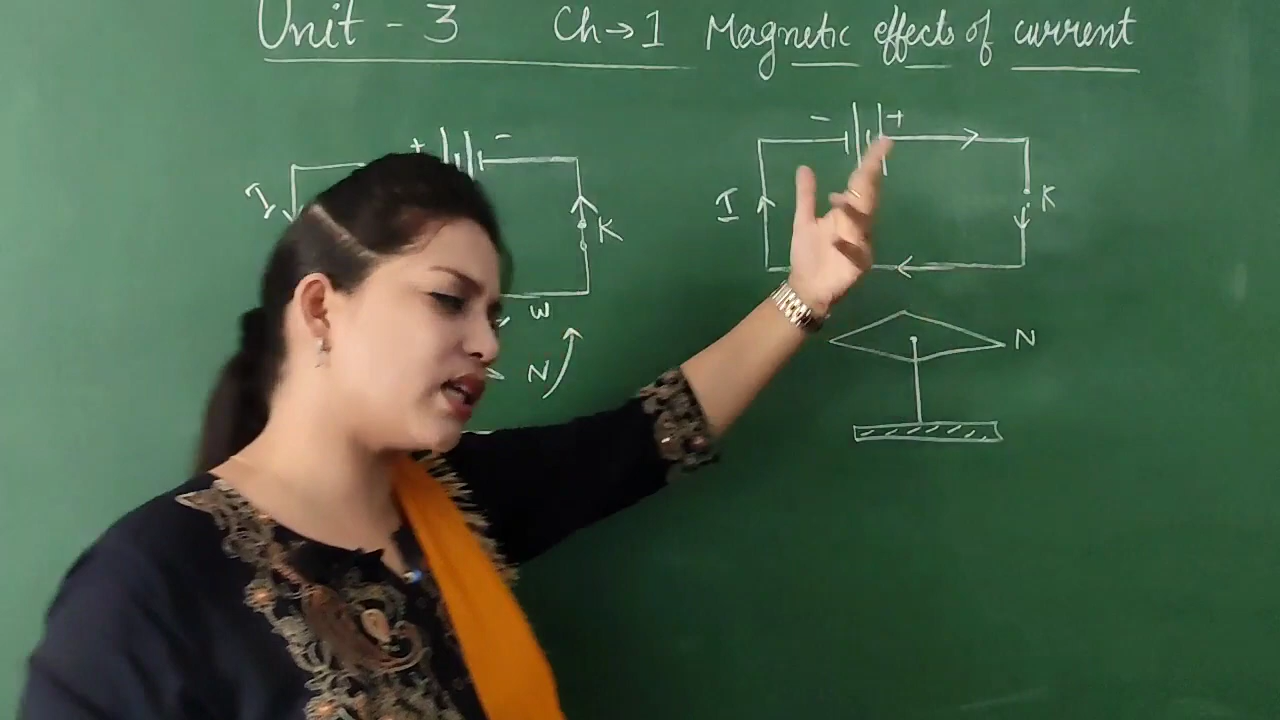 Unit - 3 Ch→1 Magnetic effects of current
+ -
- +
I
K
I
K
W
N
N